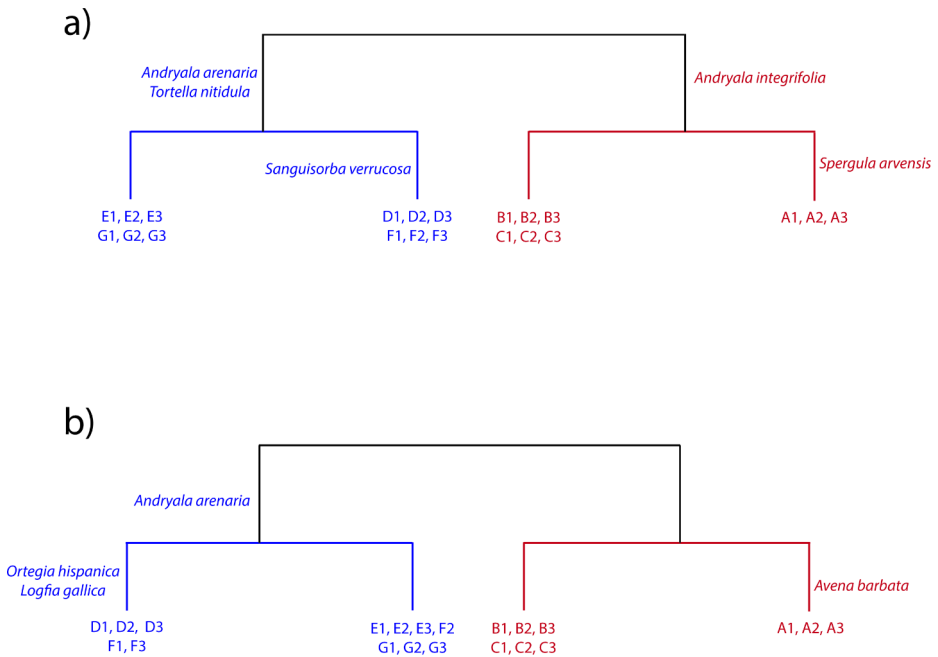 a)
Andryala arenaria
Tortella nitidula
Andryala integrifolia
Sanguisorba verrucosa
Spergula arvensis
E1, E2, E3
G1, G2, G3
D1, D2, D3
F1, F2, F3
B1, B2, B3
C1, C2, C3
A1, A2, A3
b)
Andryala arenaria
Ortegia hispanica
Logfia gallica
Avena barbata
D1, D2, D3
F1, F3
E1, E2, E3, F2
G1, G2, G3
B1, B2, B3
C1, C2, C3
A1, A2, A3